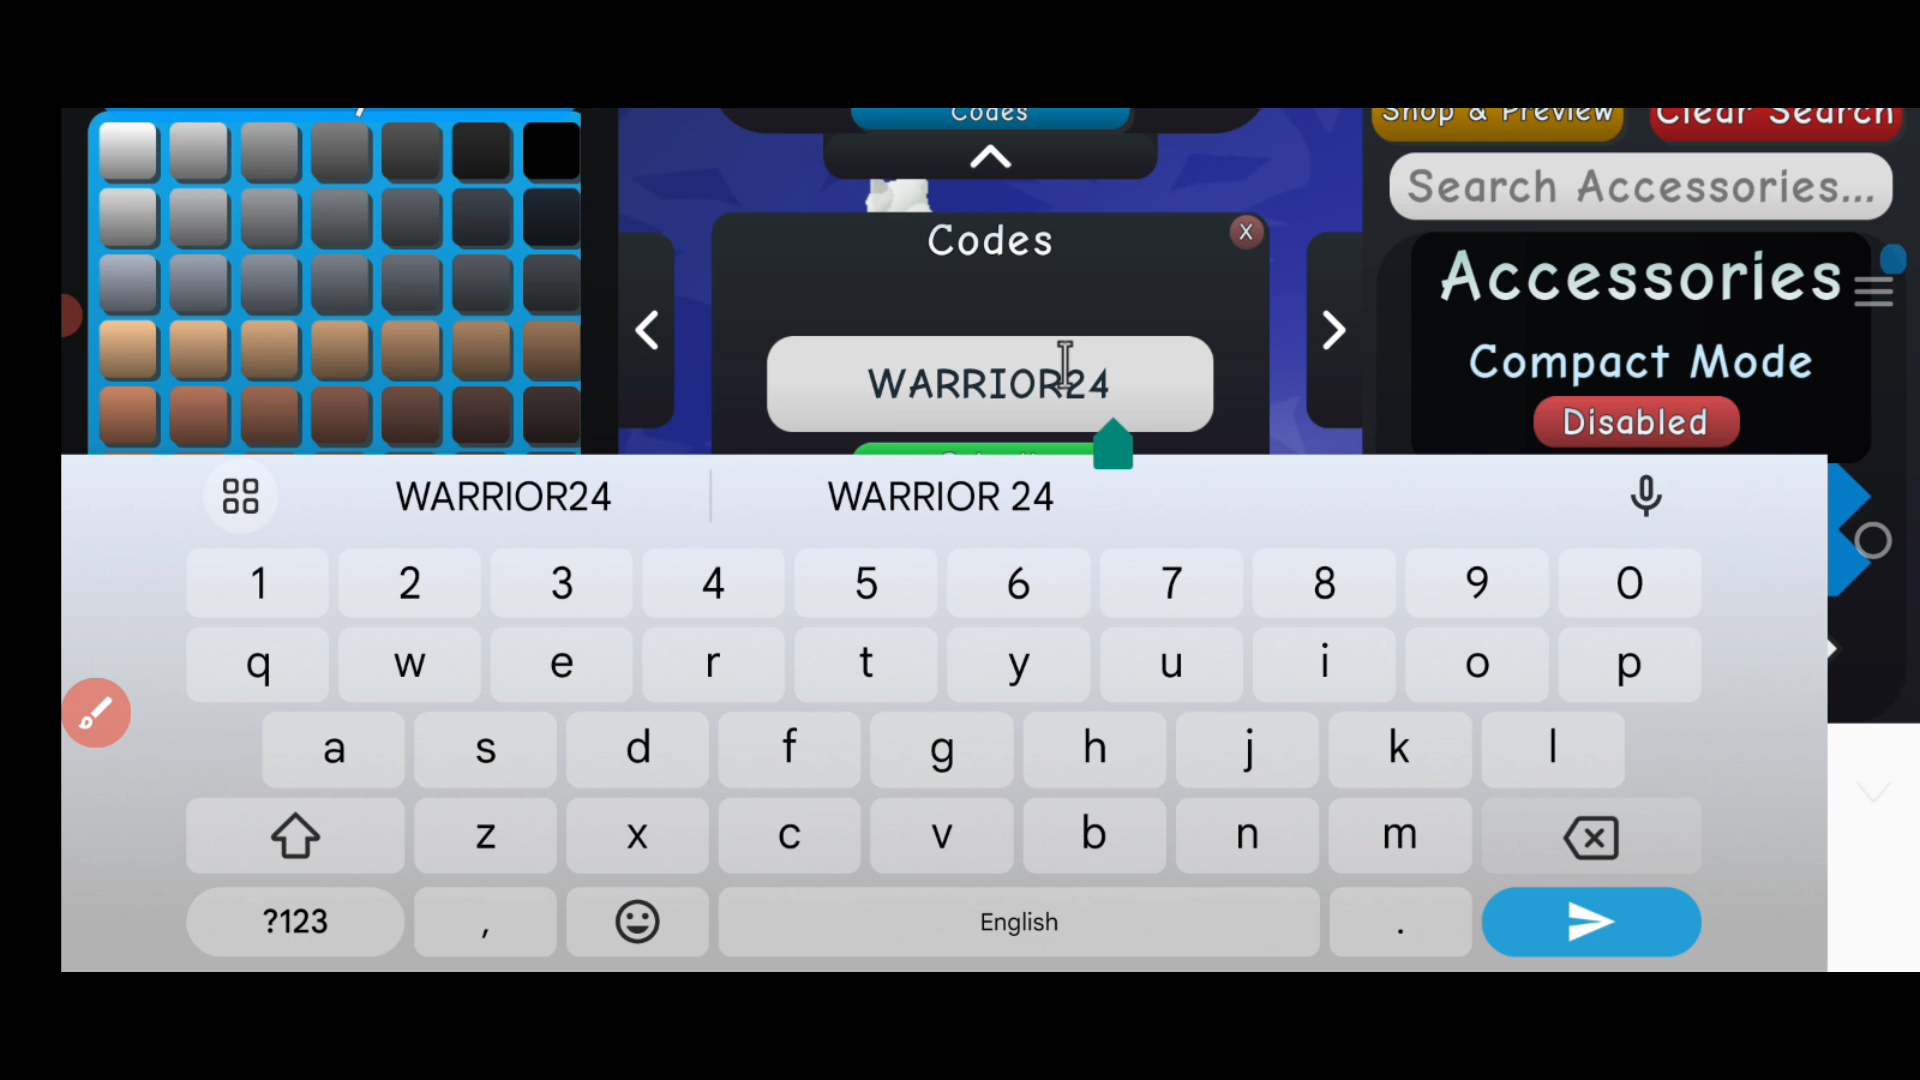 Codes
Shop & Preview
Clear Search
Search Accessories...
Codes
X
Accessories
Compact Mode
WARRIOR24
Disabled
WARRIOR24
WARRIOR 24
1 2 3 4 5 6 7 8 9 0
q w e r t y u i o p
a s d f g h j k l
z x c v b n m
?123 , English .